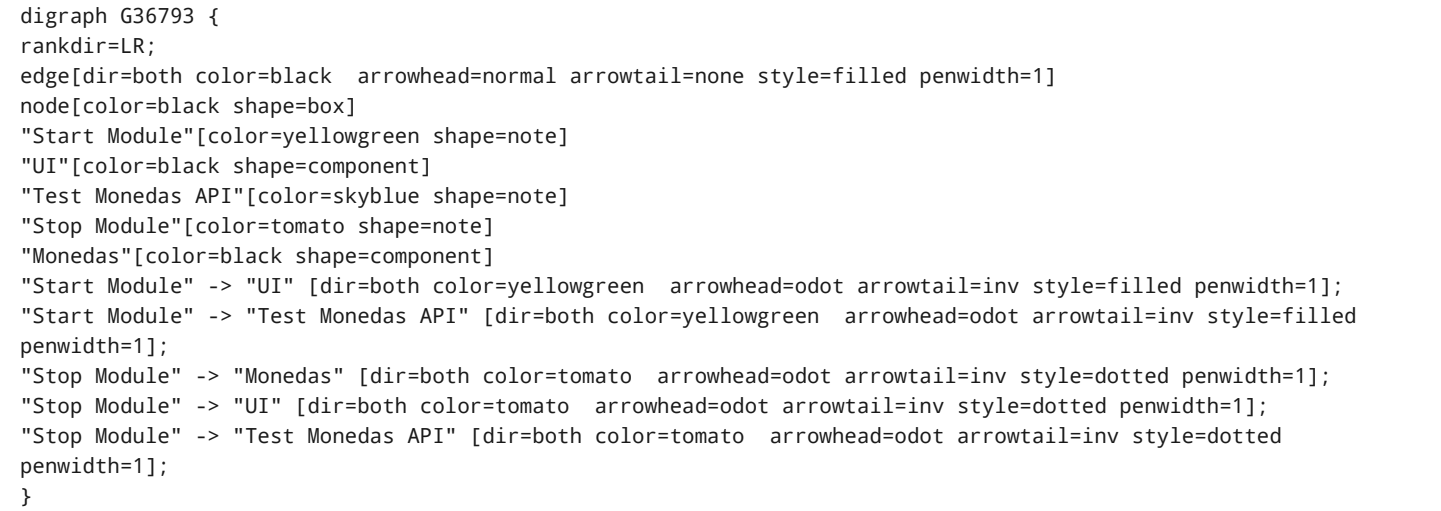 digraph G36793 {
rankdir=LR;
edge[dir=both color=black  arrowhead=normal arrowtail=none style=filled penwidth=1]
node[color=black shape=box]
"Start Module"[color=yellowgreen shape=note]
"UI"[color=black shape=component]
"Test Monedas API"[color=skyblue shape=note]
"Stop Module"[color=tomato shape=note]
"Monedas"[color=black shape=component]
"Start Module" -> "UI" [dir=both color=yellowgreen  arrowhead=odot arrowtail=inv style=filled penwidth=1];
"Start Module" -> "Test Monedas API" [dir=both color=yellowgreen  arrowhead=odot arrowtail=inv style=filled
penwidth=1];
"Stop Module" -> "Monedas" [dir=both color=tomato  arrowhead=odot arrowtail=inv style=dotted penwidth=1];
"Stop Module" -> "UI" [dir=both color=tomato  arrowhead=odot arrowtail=inv style=dotted penwidth=1];
"Stop Module" -> "Test Monedas API" [dir=both color=tomato  arrowhead=odot arrowtail=inv style=dotted
penwidth=1];
}